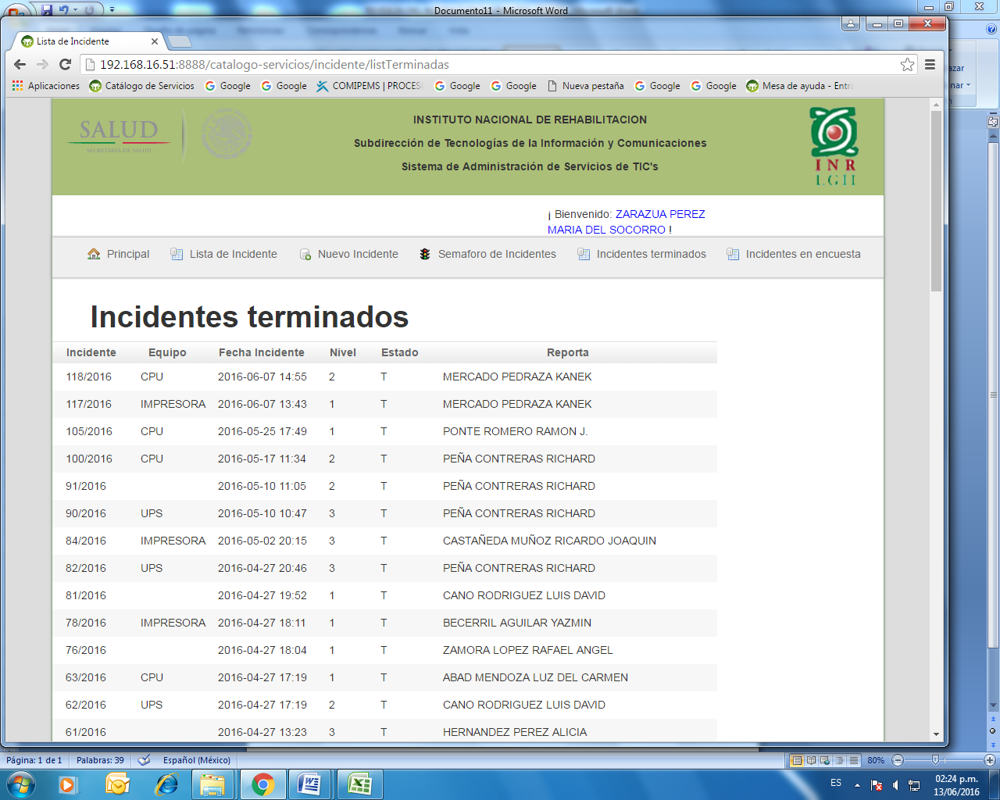 Documento11 - Microsoft Word
Lista de Incidente
192.168.16.51:8888/catalogo-servicios/incidente/listTerminadas
Aplicaciones Catálogo de Servicios Google Google COMIPEMS | PROCES Google Google Nueva pestaña Google Google Mesa de ayuda - Entra
SALUD
SECRETARÍA DE SALUD
INSTITUTO NACIONAL DE REHABILITACION
Subdirección de Tecnologías de la Información y Comunicaciones
Sistema de Administración de Servicios de TIC's
INR
LGII
¡ Bienvenido: ZARAZUA PEREZ
MARIA DEL SOCORRO !
Principal Lista de Incidente Nuevo Incidente Semaforo de Incidentes Incidentes terminados Incidentes en encuesta
Incidentes terminados
Incidente Equipo Fecha Incidente Nivel Estado Reporta
118/2016 CPU 2016-06-07 14:55 2 T MERCADO PEDRAZA KANEK
117/2016 IMPRESORA 2016-06-07 13:43 1 T MERCADO PEDRAZA KANEK
105/2016 CPU 2016-05-25 17:49 1 T PONTE ROMERO RAMON J.
100/2016 CPU 2016-05-17 11:34 2 T PEÑA CONTRERAS RICHARD
91/2016 2016-05-10 11:05 2 T PEÑA CONTRERAS RICHARD
90/2016 UPS 2016-05-10 10:47 3 T PEÑA CONTRERAS RICHARD
84/2016 IMPRESORA 2016-05-02 20:15 3 T CASTAÑEDA MUÑOZ RICARDO JOAQUIN
82/2016 UPS 2016-04-27 20:46 3 T PEÑA CONTRERAS RICHARD
81/2016 2016-04-27 19:52 1 T CANO RODRIGUEZ LUIS DAVID
78/2016 IMPRESORA 2016-04-27 18:11 1 T BECERRIL AGUILAR YAZMIN
76/2016 2016-04-27 18:04 1 T ZAMORA LOPEZ RAFAEL ANGEL
63/2016 CPU 2016-04-27 17:19 1 T ABAD MENDOZA LUZ DEL CARMEN
62/2016 UPS 2016-04-27 17:19 2 T CANO RODRIGUEZ LUIS DAVID
61/2016 2016-04-27 13:23 3 T HERNANDEZ PEREZ ALICIA
Página: 1 de 1 Palabras: 39 Español (México) 80%
ES 02:24 p.m.
13/06/2016